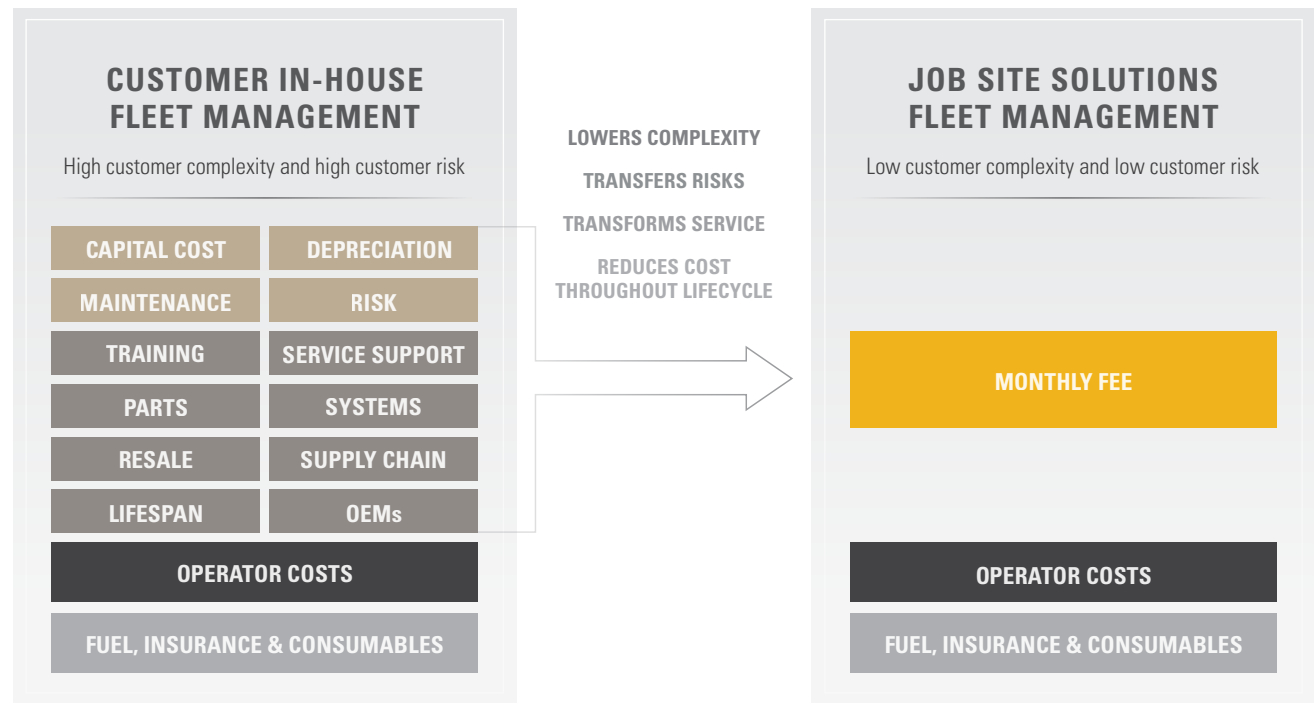 CUSTOMER IN-HOUSE
FLEET MANAGEMENT
High customer complexity and high customer risk
CAPITAL COST
DEPRECIATION
MAINTENANCE
RISK
TRAINING
SERVICE SUPPORT
PARTS
SYSTEMS
RESALE
SUPPLY CHAIN
LIFESPAN
OEMs
OPERATOR COSTS
FUEL, INSURANCE & CONSUMABLES
LOWERS COMPLEXITY
TRANSFERS RISKS
TRANSFORMS SERVICE
REDUCES COST
THROUGHOUT LIFECYCLE
JOB SITE SOLUTIONS
FLEET MANAGEMENT
Low customer complexity and low customer risk
MONTHLY FEE
OPERATOR COSTS
FUEL, INSURANCE & CONSUMABLES